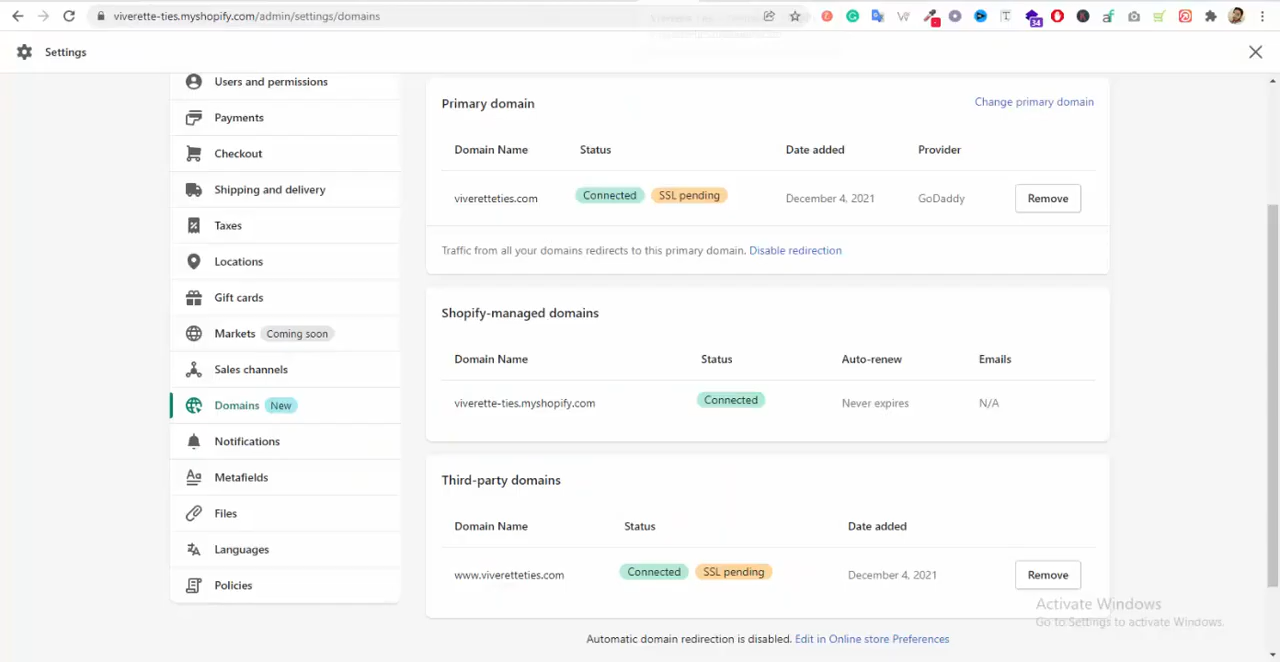 viverette-ties.myshopify.com/admin/settings/domains
34
Settings
Users and permissions
Payments
Checkout
Shipping and delivery
Taxes
Locations
Gift cards
Markets Coming soon
Sales channels
Domains New
Notifications
Metafields
Files
Languages
Policies
Primary domain Change primary domain
Domain Name Status Date added Provider
viveretteties.com Connected SSL pending December 4, 2021 GoDaddy Remove
Traffic from all your domains redirects to this primary domain. Disable redirection
Shopify-managed domains
Domain Name Status Auto-renew Emails
viverette-ties.myshopify.com Connected Never expires N/A
Third-party domains
Domain Name Status Date added
www.viveretteties.com Connected SSL pending December 4, 2021 Remove
Automatic domain redirection is disabled. Edit in Online store Preferences
Activate Windows
Go to Settings to activate Windows.